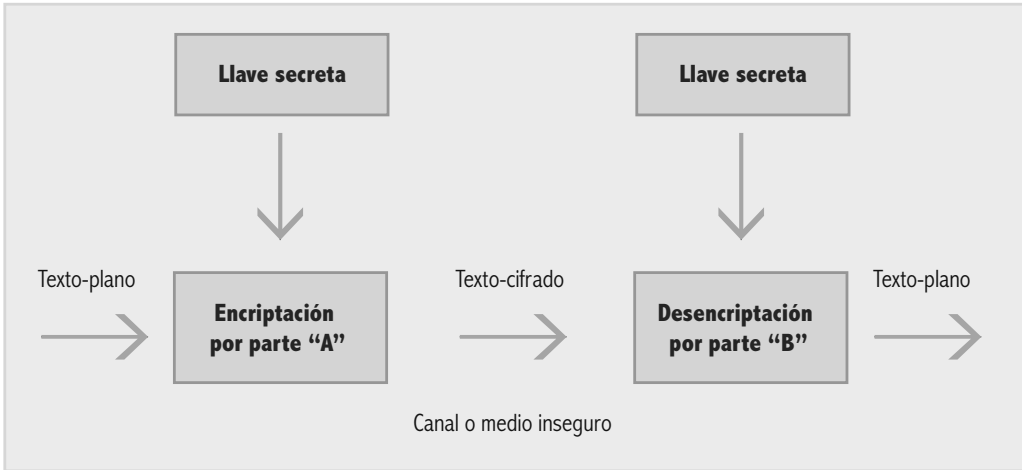 Llave secreta
Llave secreta
Texto-plano
Encriptación
por parte “A”
Texto-cifrado
Desencriptación
por parte “B”
Texto-plano
Canal o medio inseguro